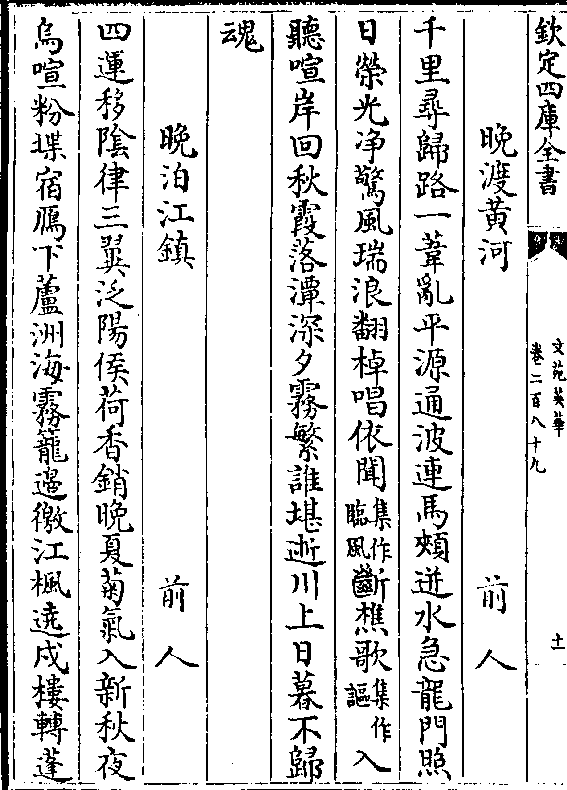 欽定四庫全書
文苑英華
卷二百八十九
十一
晚渡黄河
前人
千里尋歸路一葦亂平源通波連馬頰迸水急龍門照
日榮光浄驚風瑞浪翻棹唱依聞集作臨風斷樵歌集作謳入
聽喧岸回秋霞落潭深夕霧繁誰堪逝川上日暮不歸
魂
晚泊江鎮
前人
四運移陰律三翼泛陽侯荷香銷晚夏菊氣入新秋夜
烏喧粉堞宿鴈下蘆洲海霧籠邉徼江楓遶戍樓轉蓬